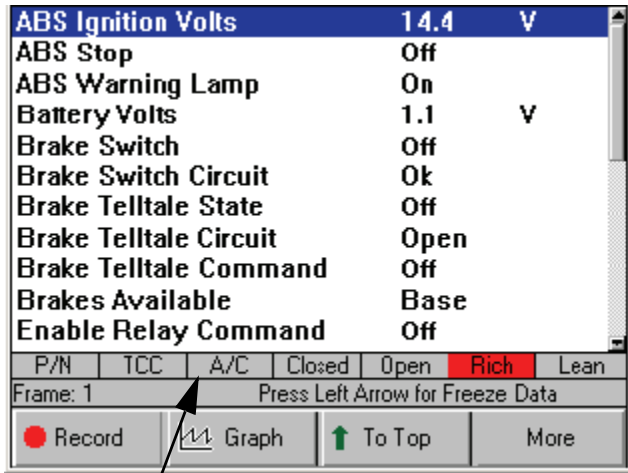 ABS Ignition Volts 14.4 V
ABS Stop Off
ABS Warning Lamp On
Battery Volts 1.1 V
Brake Switch Off
Brake Switch Circuit Ok
Brake Telltale State Off
Brake Telltale Circuit Open
Brake Telltale Command Off
Brakes Available Base
Enable Relay Command Off
P/N TCC A/C Closed Open Rich Lean
Frame: 1 Press Left Arrow for Freeze Data
Record Graph To Top More